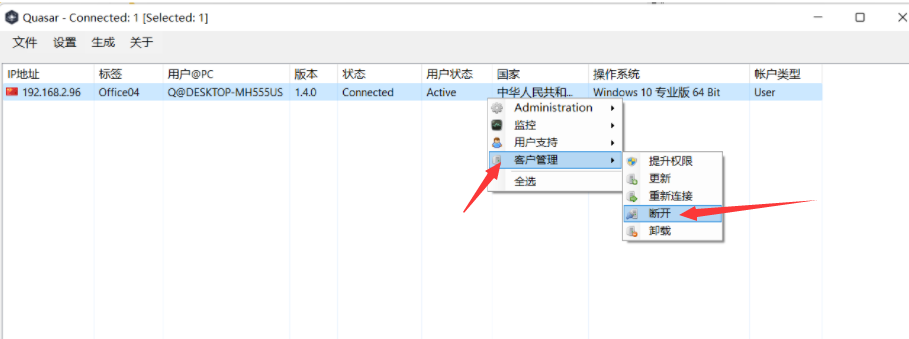 Quasar - Connected: 1 [Selected: 1]
文件 设置 生成 关于
IP地址 标签 用户@PC 版本 状态 用户状态 国家 操作系统 帐户类型
192.168.2.96 Office04 Q@DESKTOP-MH555US 1.4.0 Connected Active 中华人民共和... Windows 10 专业版 64 Bit User
Administration
监控
用户支持
客户管理
全选
提升权限
更新
重新连接
断开
卸载